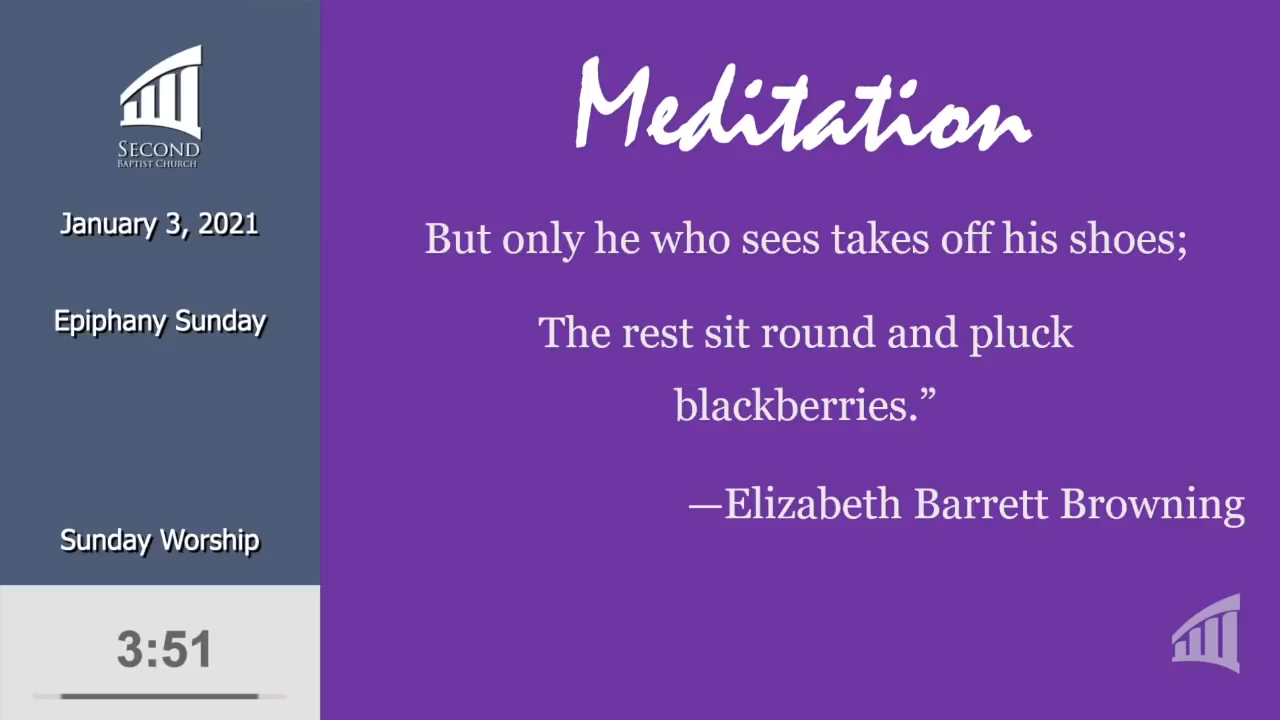 SECOND
BAPTIST CHURCH
January 3, 2021
Epiphany Sunday
Sunday Worship
3:51
Meditation
But only he who sees takes off his shoes;
The rest sit round and pluck
blackberries.”
—Elizabeth Barrett Browning